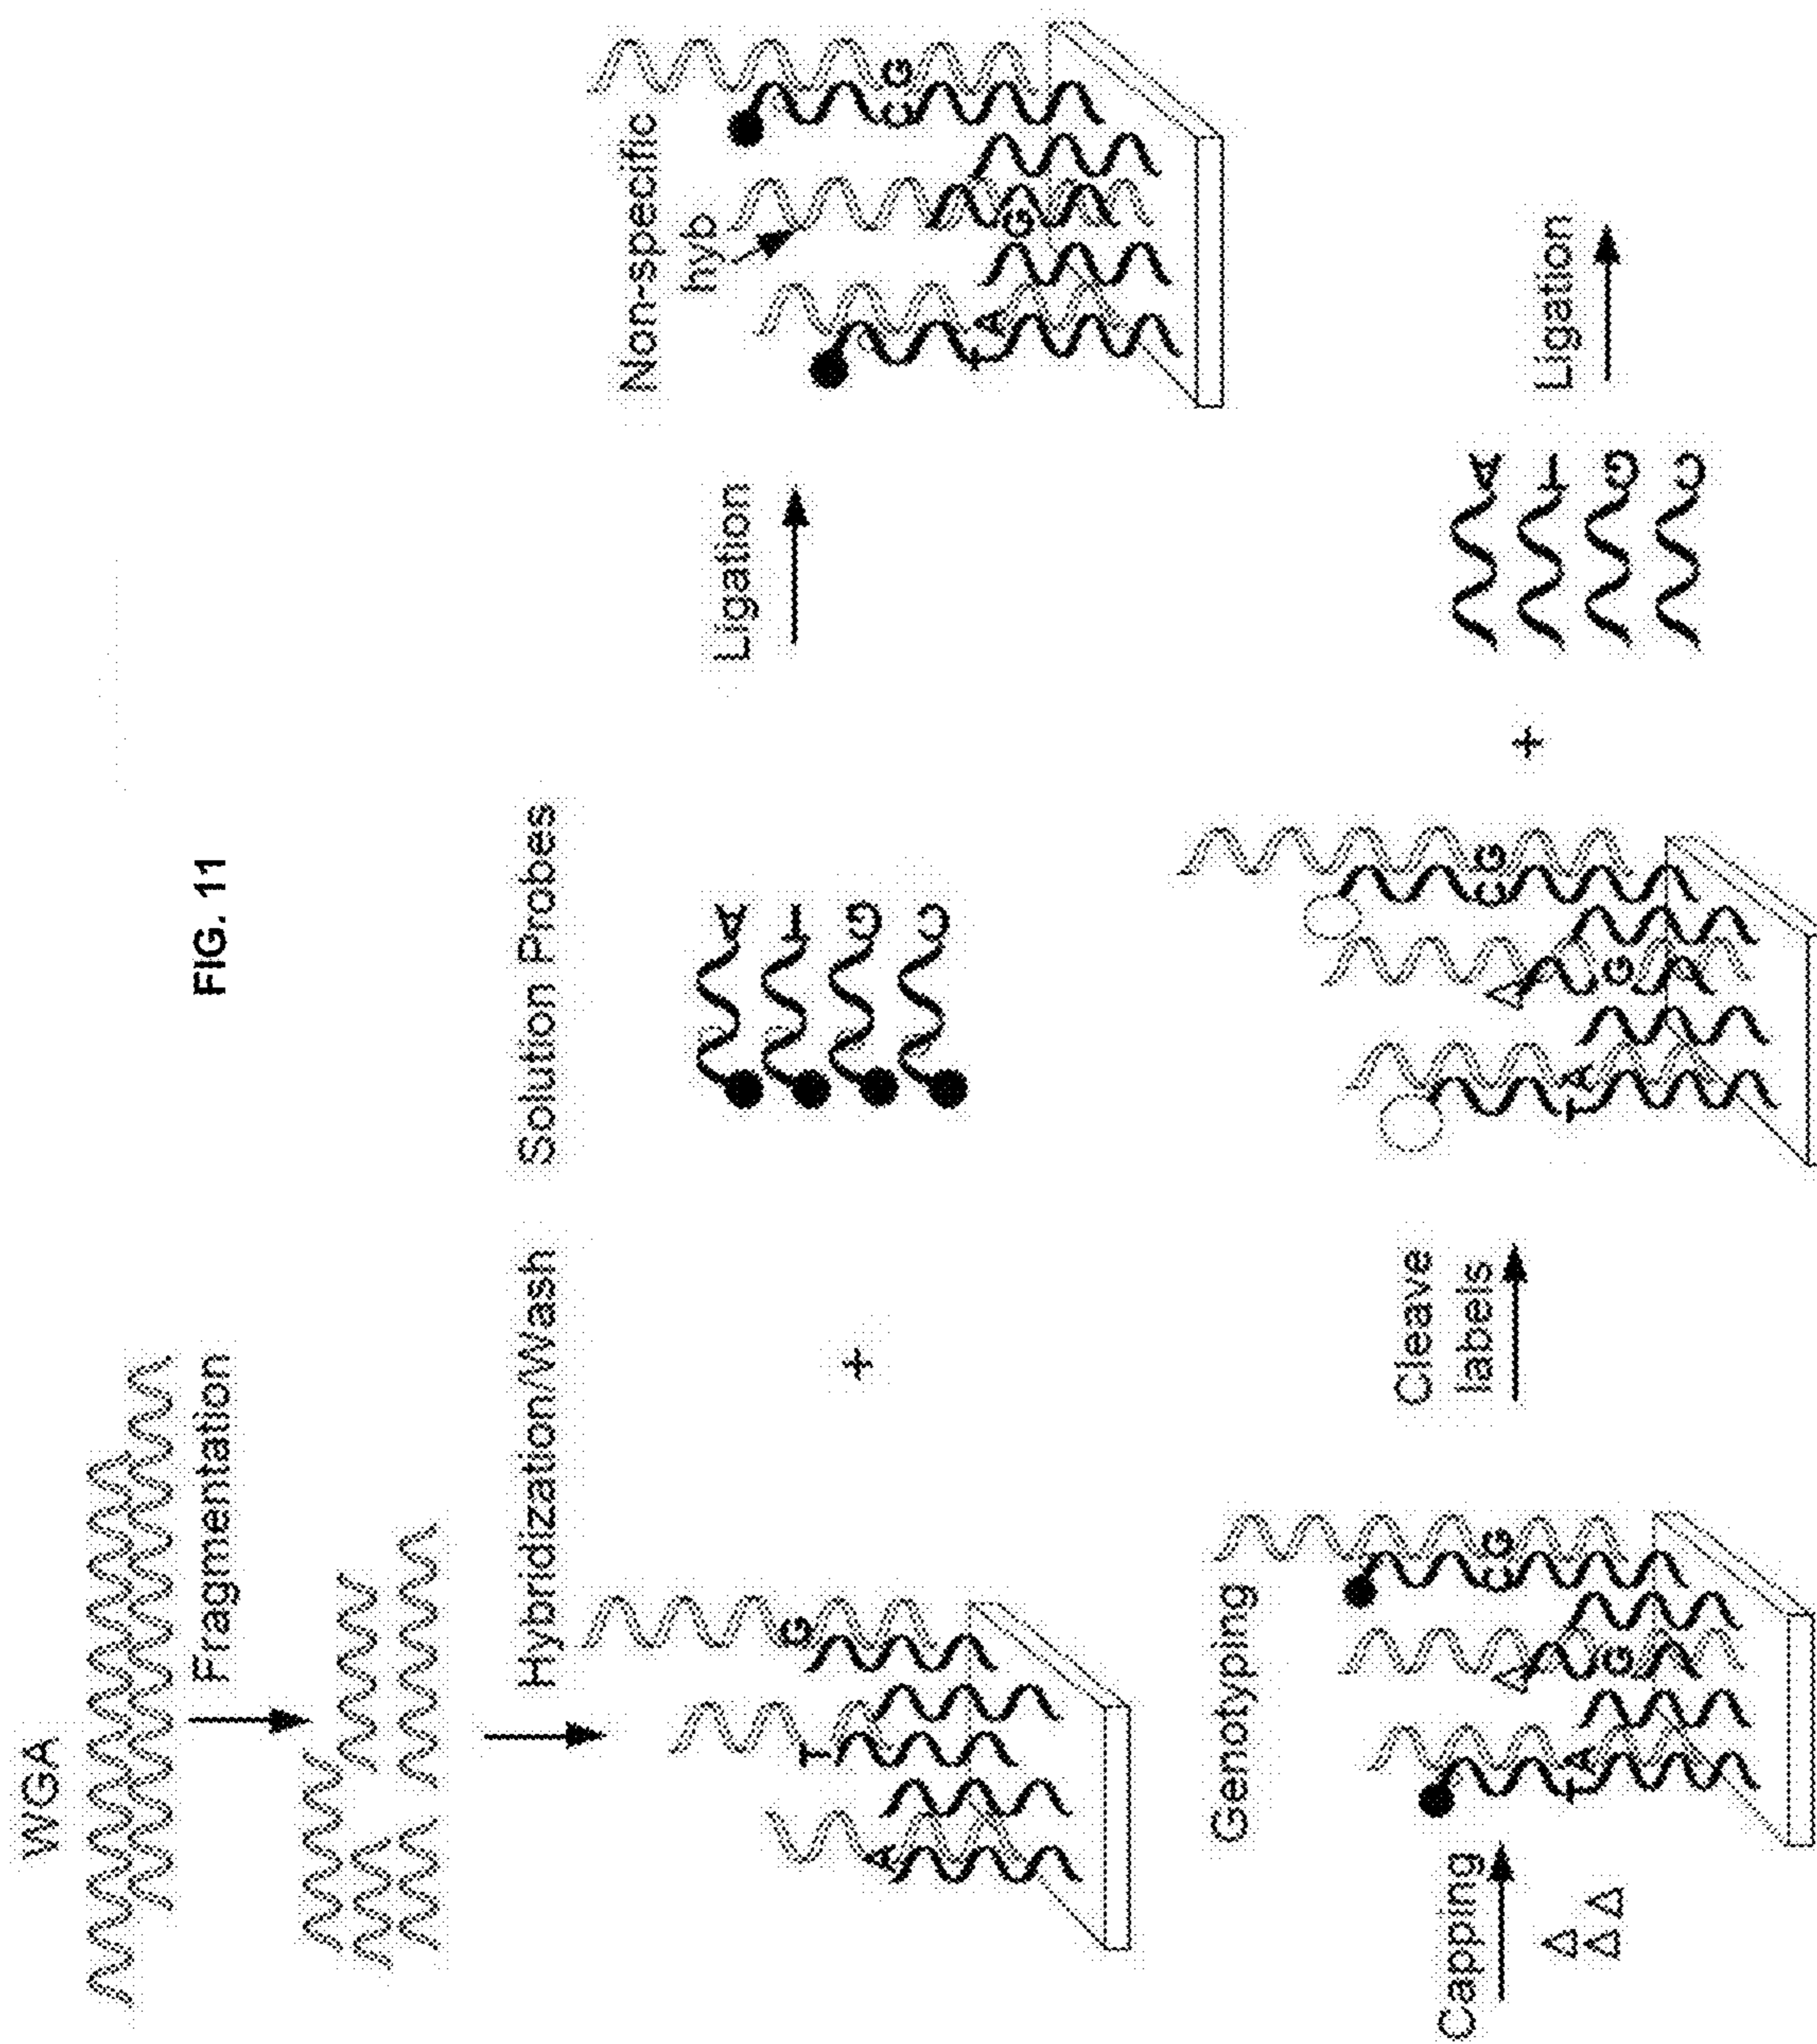 WGA
FIG. 11
Fragmentation
Hybridization/Wash
Solution Probes
Non-specific
hyb
A
T
G
+
A
T
G
C
Ligation
T A
G
C G
Genotyping
Capping
T A
G
C G
Cleave
labels
T A
G
C G
+
A
T
G
C
Ligation